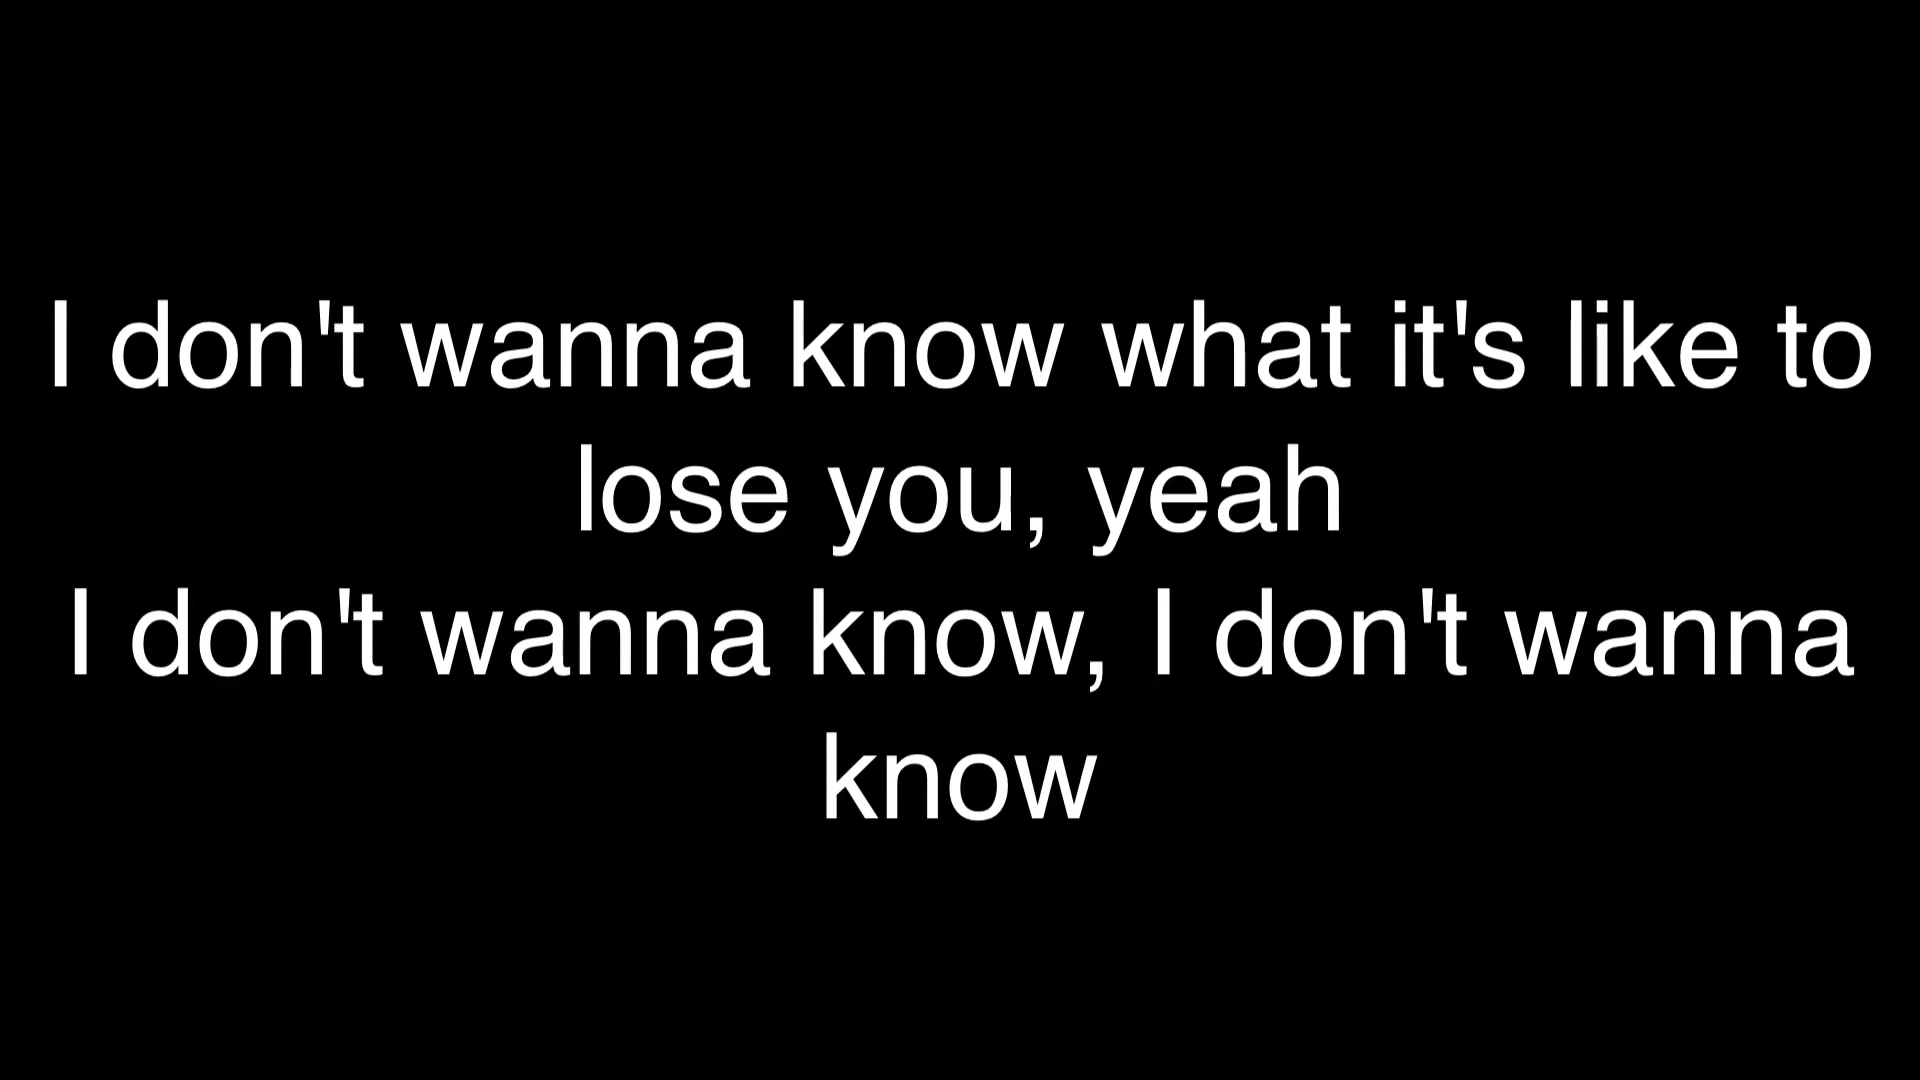 I don't wanna know what it's like to
lose you, yeah
I don't wanna know, I don't wanna
know